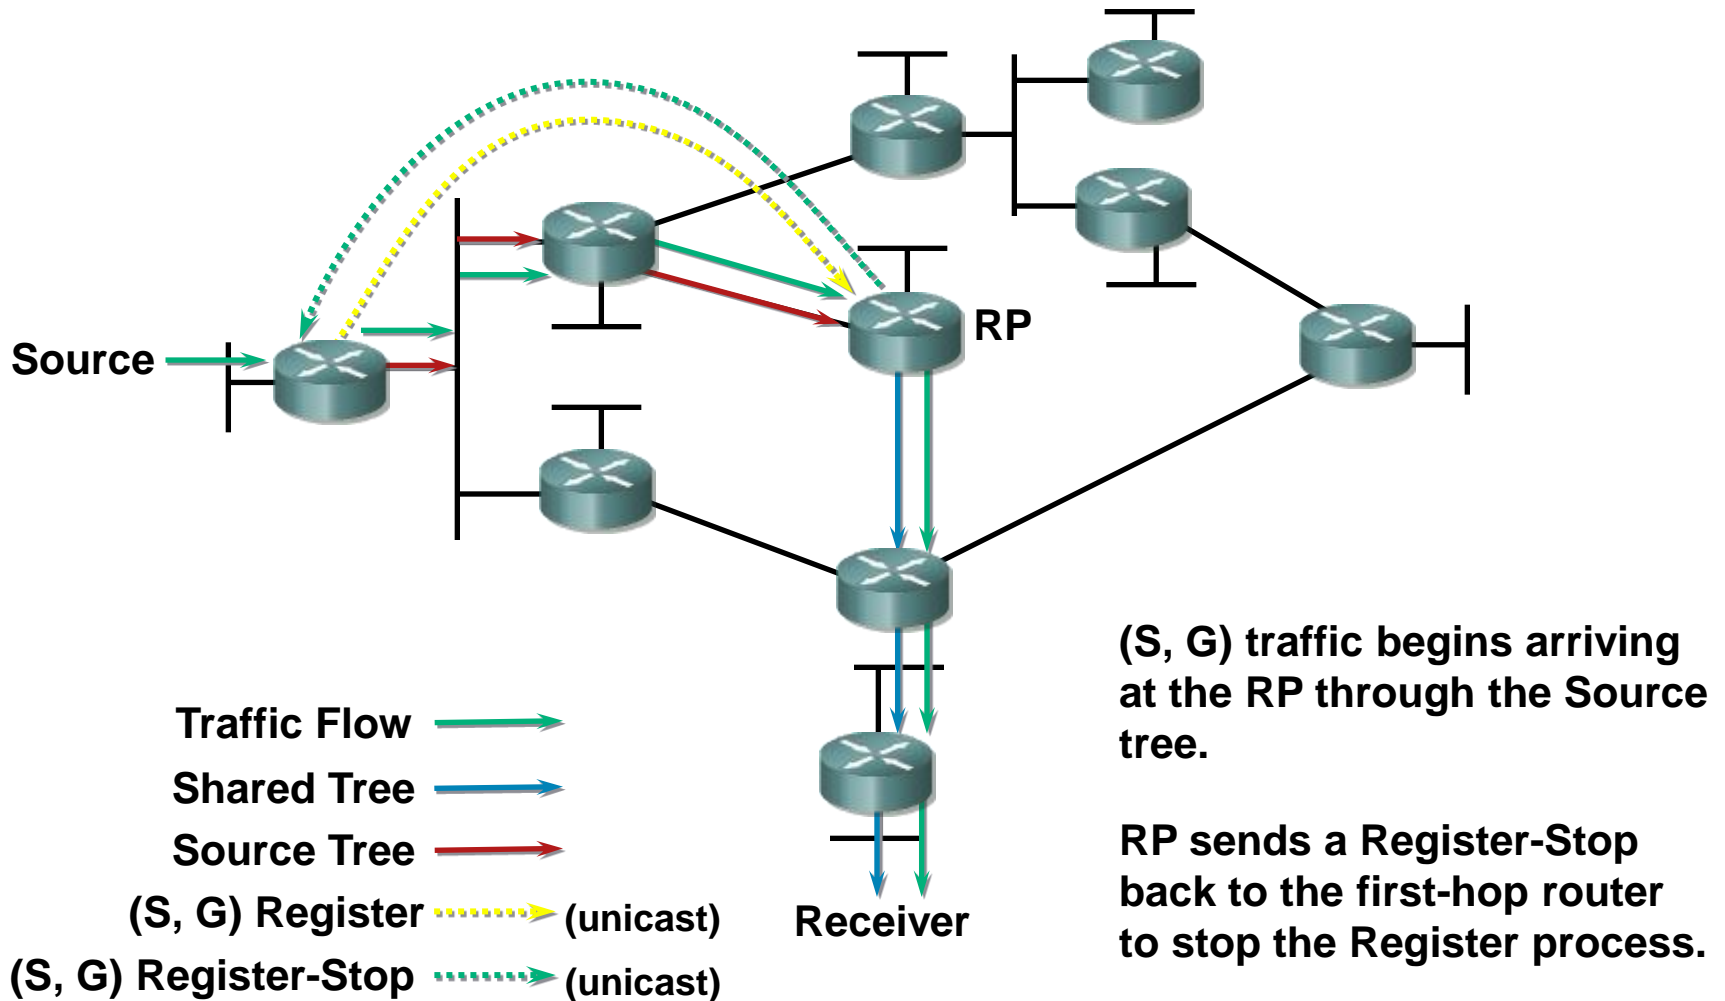 RP
Source
(S, G) traffic begins arriving
at the RP through the Source
tree.
RP sends a Register-Stop
back to the first-hop router
to stop the Register process.
Traffic Flow
Shared Tree
Source Tree
(S, G) Register (unicast)
(S, G) Register-Stop (unicast)
Receiver